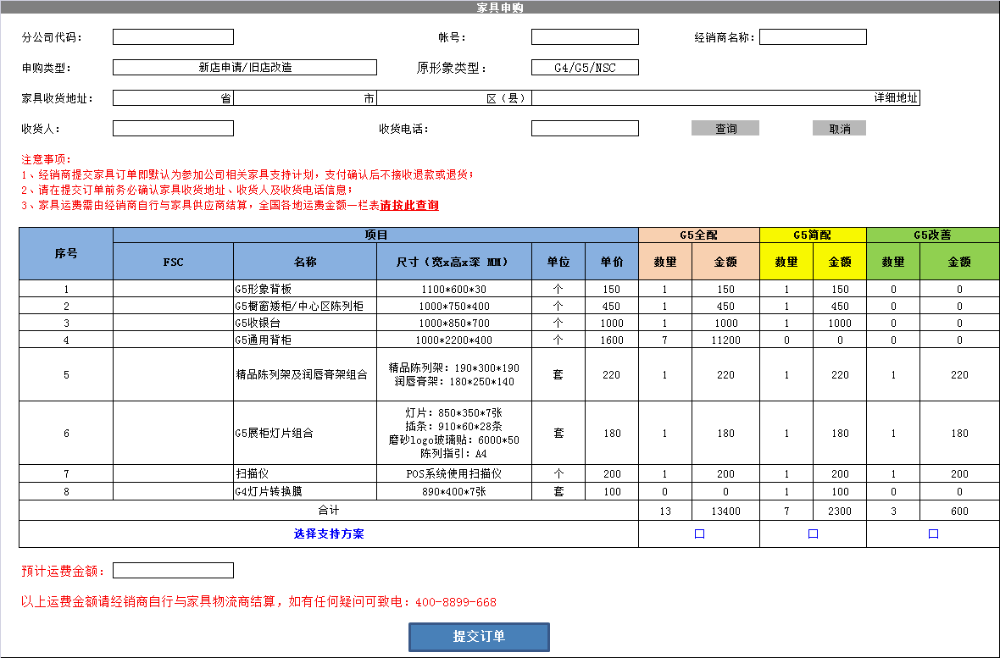 家具申购
分公司代码： 帐号： 经销商名称：
申购类型： 新店申请/旧店改造 原形象类型： G4/G5/NSC
家具收货地址： 省 市 区（县） 详细地址
收货人： 收货电话： 查询 取消
注意事项：
1、经销商提交家具订单即默认为参加公司相关家具支持计划，支付确认后不接收退款或退货；
2、请在提交订单前务必确认家具收货地址、收货人及收货电话信息；
3、家具运费需由经销商自行与家具供应商结算，全国各地运费金额一栏表请按此查询
序号 项目 G5全配 G5简配 G5改善
FSC 名称 尺寸（宽x高x深 MM） 单位 单价 数量 金额 数量 金额 数量 金额
1 G5形象背板 1100*600*30 个 150 1 150 1 150 0 0
2 G5橱窗矮柜/中心区陈列柜 1000*750*400 个 450 1 450 1 450 0 0
3 G5收银台 1000*850*700 个 1000 1 1000 1 1000 0 0
4 G5通用背柜 1000*2200*400 个 1600 7 11200 0 0 0 0
5 精品陈列架及润唇膏架组合 精品陈列架：190*300*190 套 220 1 220 1 220 1 220
润唇膏架：180*250*140
6 G5展柜灯片组合 灯片：850*350*7张 套 180 1 180 1 180 1 180
插条：910*60*28条
磨砂logo玻璃贴：6000*50
陈列指引：A4
7 扫描仪 POS系统使用扫描仪 个 200 1 200 1 200 1 200
8 G4灯片转换膜 890*400*7张 套 100 0 0 1 100 0 0
合计 13 13400 7 2300 3 600
选择支持方案 口 口 口
预计运费金额：
以上运费金额请经销商自行与家具物流商结算，如有任何疑问可致电：400-8899-668
提交订单